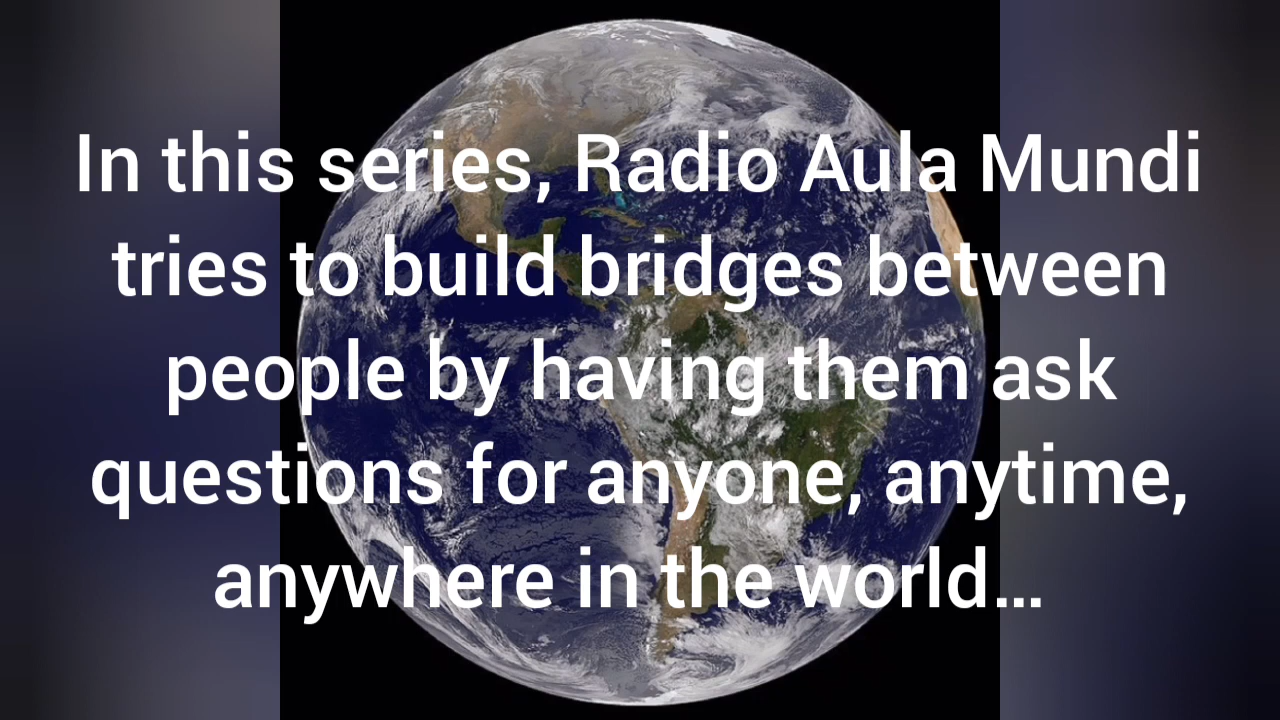 In this series, Radio Aula Mundi
tries to build bridges between
people by having them ask
questions for anyone, anytime,
anywhere in the world...